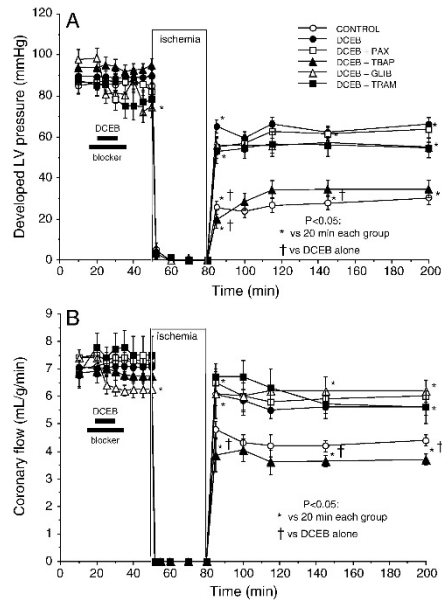 A
Developed LV pressure (mmHg)
120
100
80
60
40
20
0
ischemia
DCEB
blocker
CONTROL
DCEB
DCEB – PAX
DCEB – TBAP
DCEB – GLIB
DCEB – TRAM
*
*
*
*
*
*
*
*
*
* †
* †
* †
P<0.05:
* vs 20 min each group
† vs DCEB alone
0 20 40 60 80 100 120 140 160 180 200
Time (min)
B
Coronary flow (mL/g/min)
9
8
7
6
5
4
3
2
1
0
ischemia
DCEB
blocker
*
*
*
*
*
*
*
†
*
* †
* †
P<0.05:
* vs 20 min each group
† vs DCEB alone
0 20 40 60 80 100 120 140 160 180 200
Time (min)